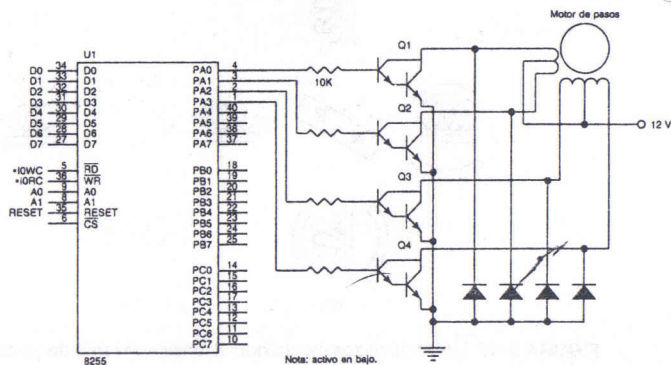 Motor de pasos
U1
Q1
D0 34 D0 PA0 4
D1 33 D1 PA1 3
D2 32 D2 PA2 2
D3 31 D3 PA3 1
D4 30 D4 PA4 40
D5 29 D5 PA5 39
D6 28 D6 PA6 38
D7 27 D7 PA7 37
10K
Q2
12 V
*I0WC 5 RD PB0 18
*I0RC 36 WR PB1 19
A0 9 A0 PB2 20
A1 8 A1 PB3 21
RESET 35 RESET PB4 22
6 CS PB5 23
PB6 24
PB7 25
Q3
Q4
PC0 14
PC1 15
PC2 16
PC3 17
PC4 13
PC5 12
PC6 11
PC7 10
8255
Nota: activo en bajo.